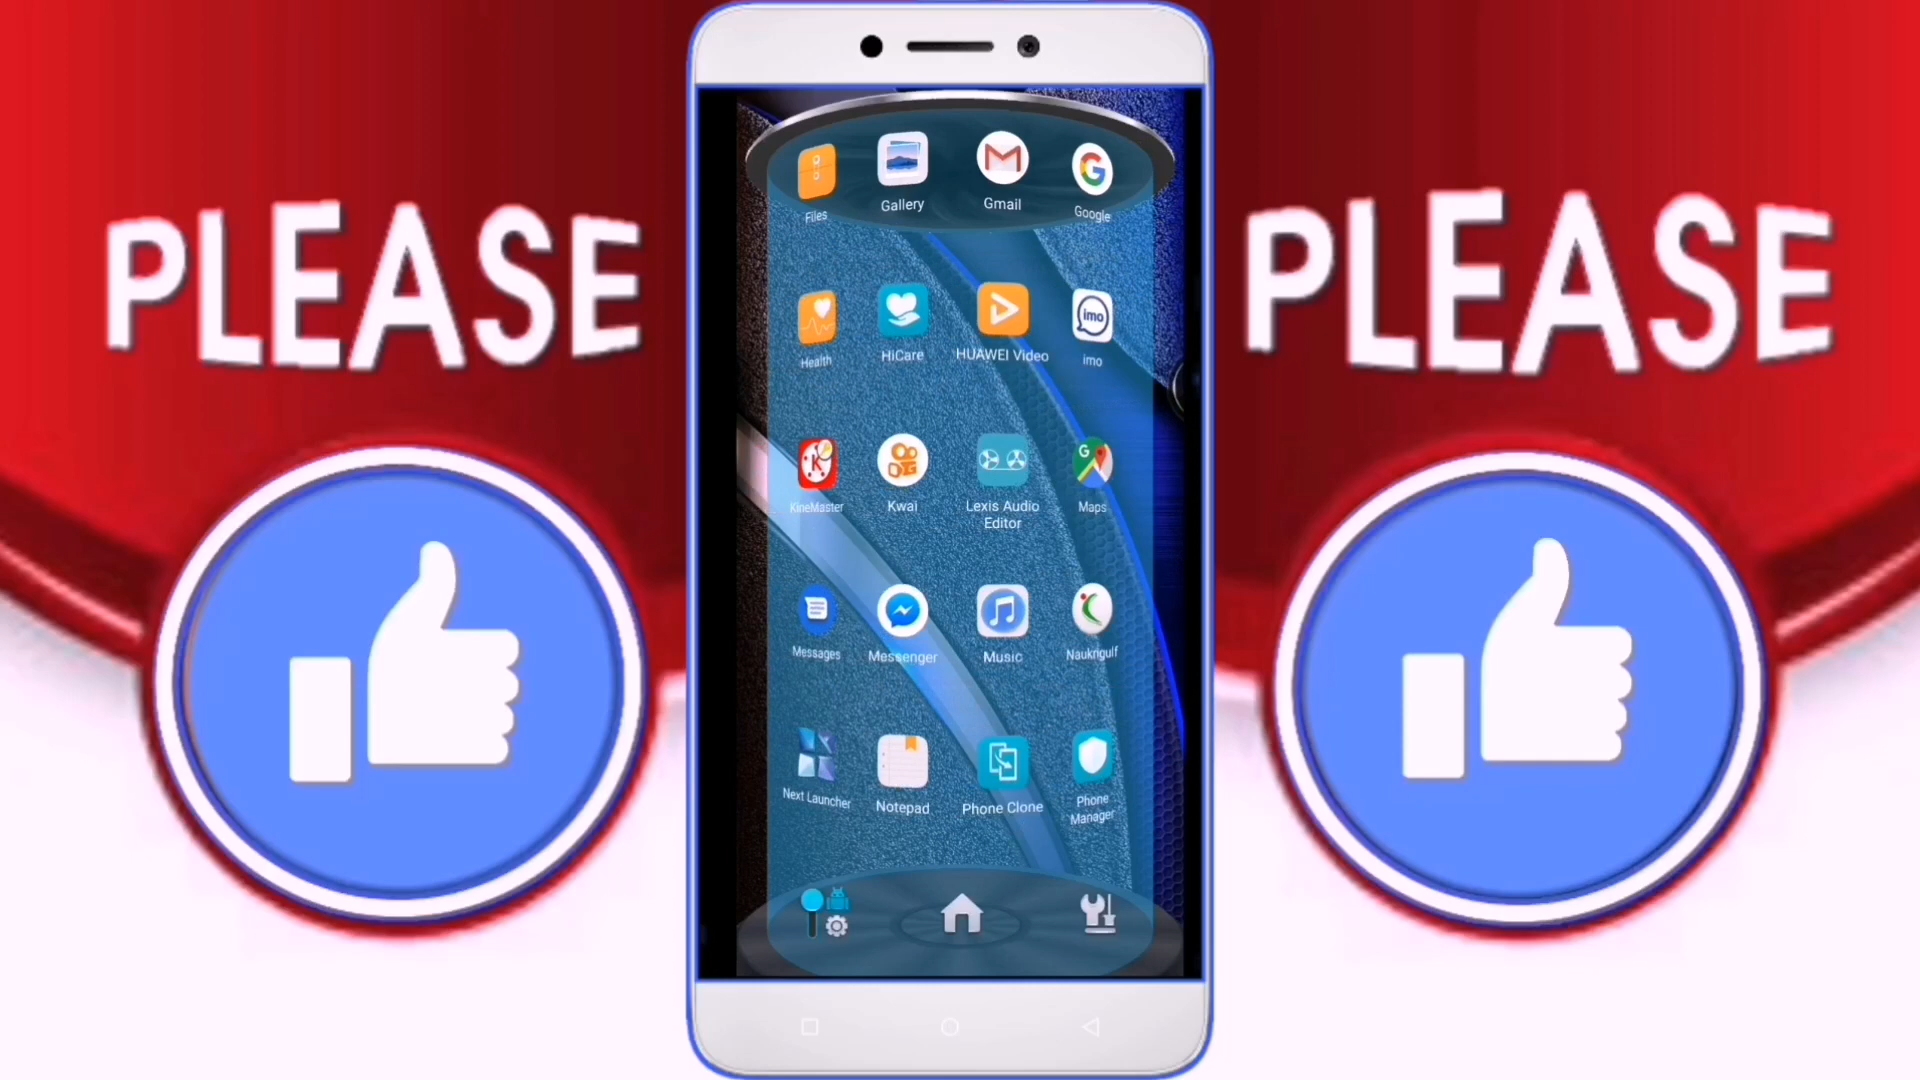 PLEASE
PLEASE
Files
Gallery
Gmail
Google
Health
HiCare
HUAWEI Video
imo
imo
KineMaster
Kwai
Lexis Audio
Editor
Maps
Messages
Messenger
Music
Naukrigulf
Next Launcher
Notepad
Phone Clone
Phone
Manager